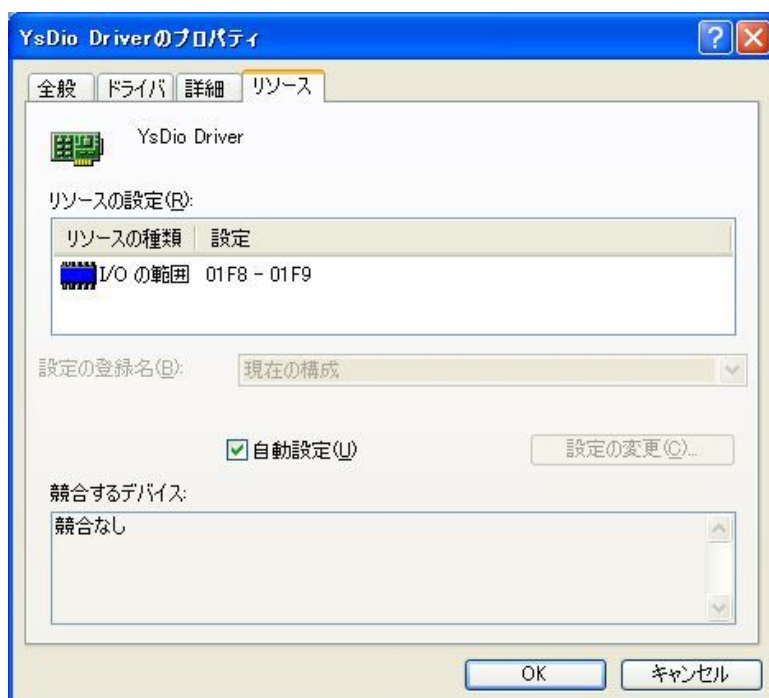 YsDio Driverのプロパティ
全般 ドライバ 詳細 リソース
YsDio Driver
リソースの設定(R):
リソースの種類 設定
I/O の範囲 01F8 - 01F9
設定の登録名(B): 現在の構成
自動設定(U) 設定の変更(C)...
競合するデバイス:
競合なし
OK キャンセル